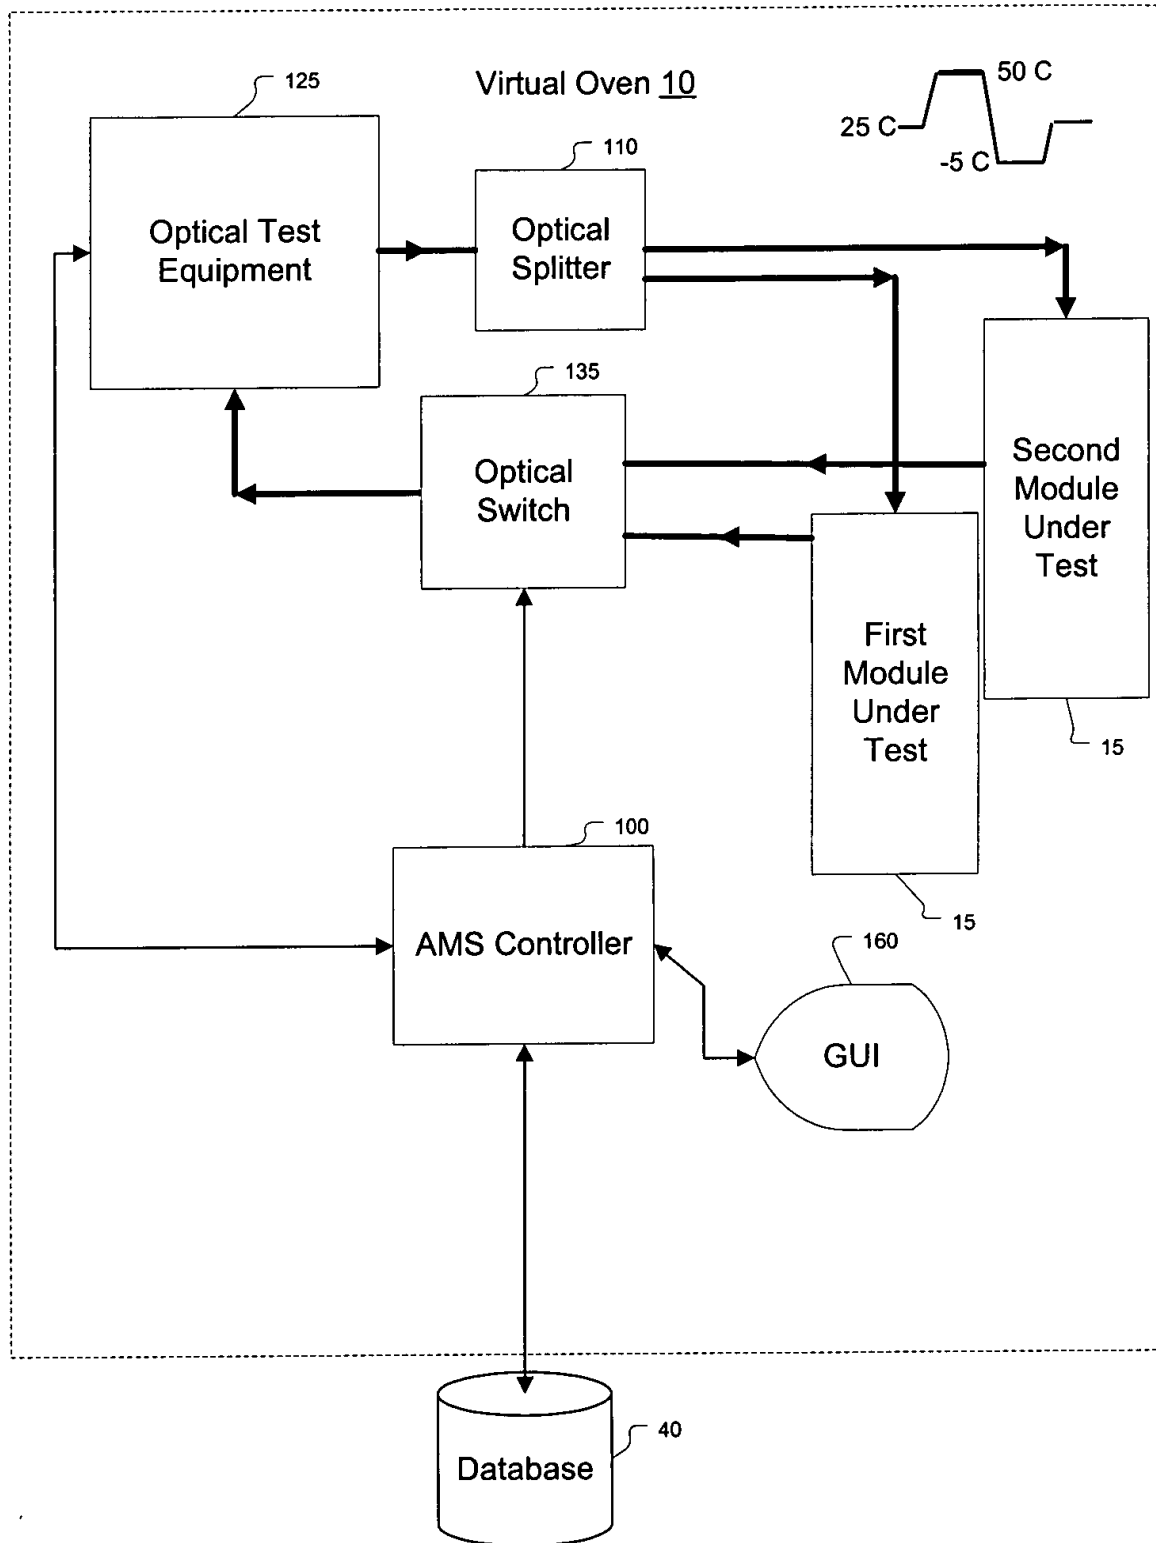 Virtual Oven 10
50 C
25 C
-5 C
125
110
Optical Test
Equipment
Optical
Splitter
135
Optical
Switch
Second
Module
Under
Test
First
Module
Under
Test
15
100
15
AMS Controller
160
GUI
40
Database